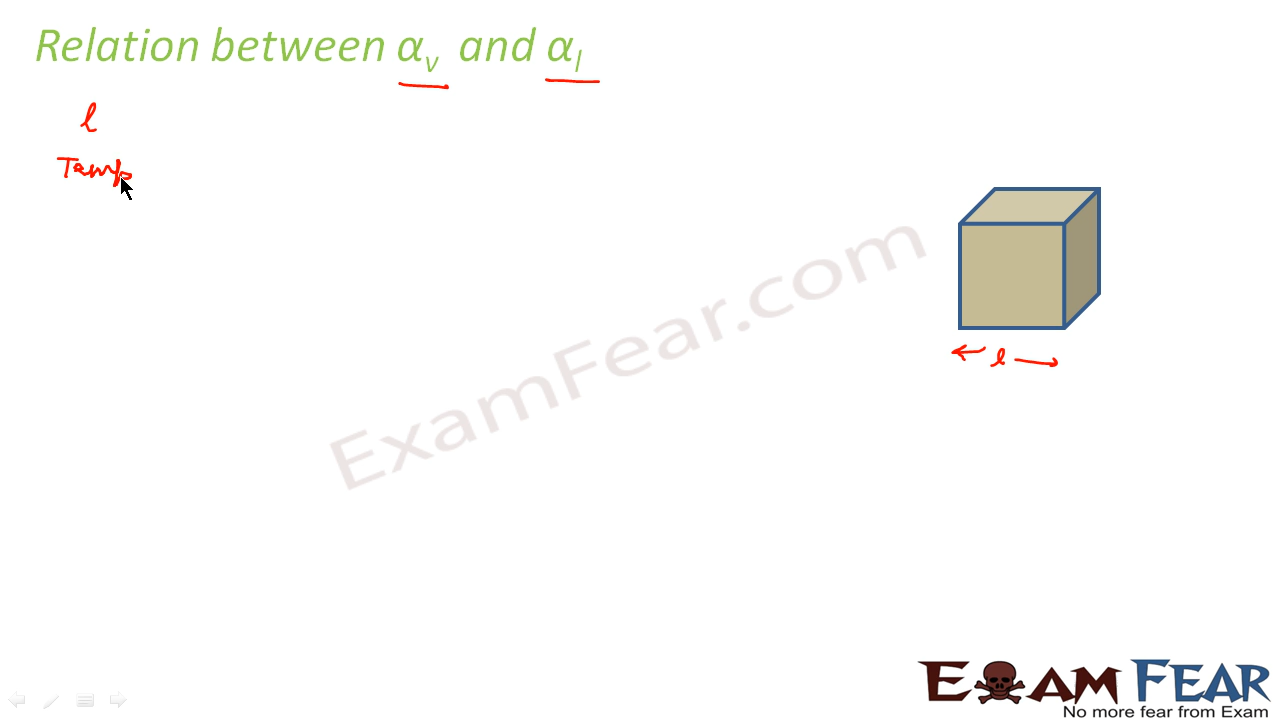 Relation between αv and αl
l
Temp
ExamFear.com
l
EXAM FEAR
No more fear from Exam